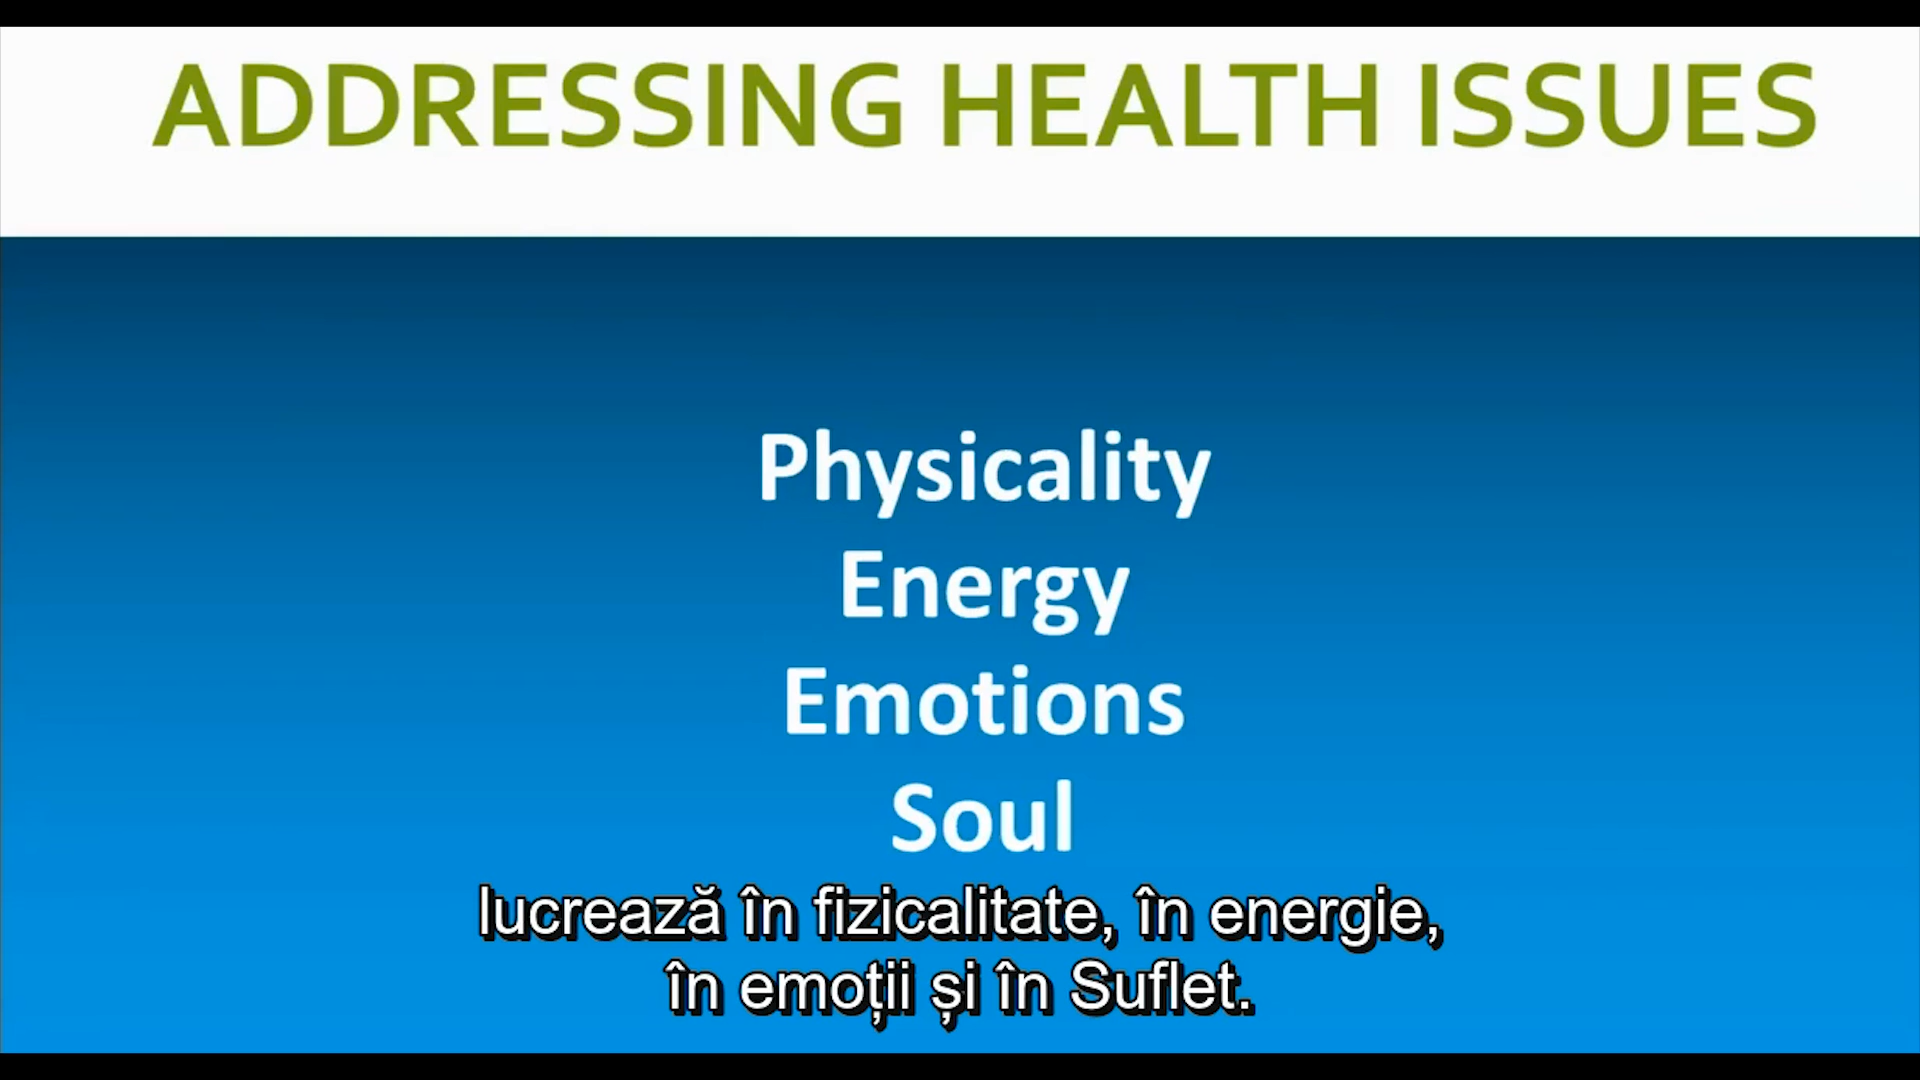 ADDRESSING HEALTH ISSUES
Physicality
Energy
Emotions
Soul
lucrează în fizicalitate, în energie,
în emoții și în Suflet.